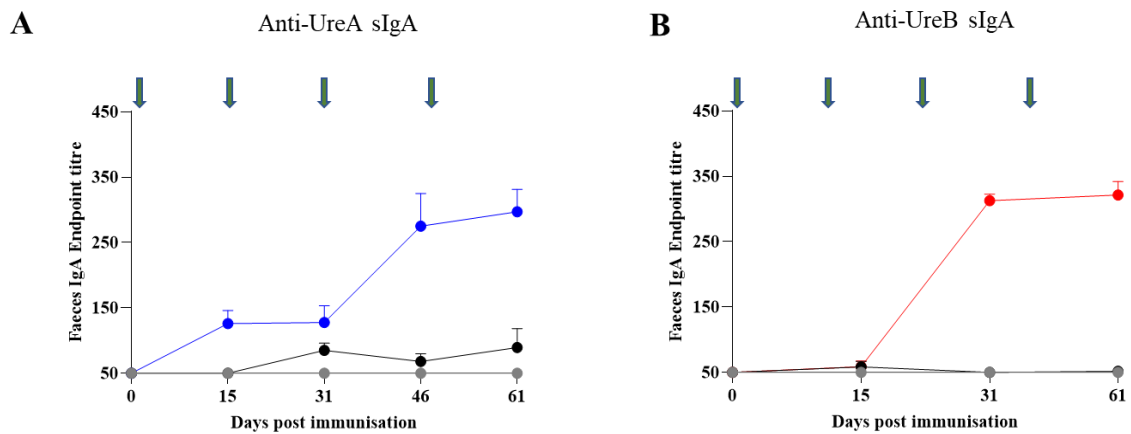 A
Anti-UreA sIgA
Faeces IgA Endpoint titre
450
350
250
150
50
0 15 31 46 61
Days post immunisation
B
Anti-UreB sIgA
Faeces IgA Endpoint titre
450
350
250
150
50
0 15 31 61
Days post immunisation